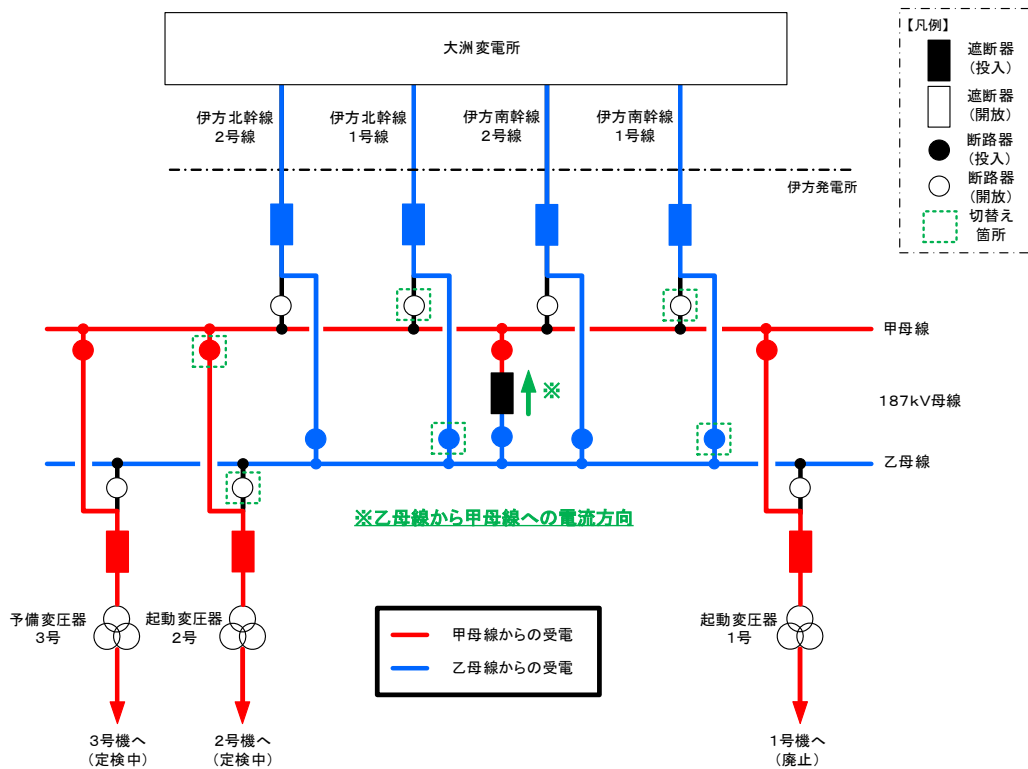 大洲変電所
伊方北幹線
2号線
伊方北幹線
1号線
伊方南幹線
2号線
伊方南幹線
1号線
伊方発電所
【凡例】
遮断器
(投入)
遮断器
(開放)
断路器
(投入)
断路器
(開放)
切替え
箇所
甲母線
※
187kV母線
乙母線
※乙母線から甲母線への電流方向
予備変圧器
3号
起動変圧器
2号
起動変圧器
1号
甲母線からの受電
乙母線からの受電
3号機へ
(定検中)
2号機へ
(定検中)
1号機へ
(廃止)